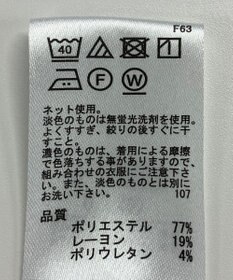 F63
40
F
W
ネット使用。
淡色のものは無蛍光洗剤を使用。
よくすすぎ、絞りの後すぐに干
すこと。
濃色のものは、着用による摩擦
で色落ちする事がありますので、
組み合わせの衣服にご注意下さ
い。また、淡色のものとは別に
お洗い下さい。 107
品質
ポリエステル 77%
レーヨン 19%
ポリウレタン 4%